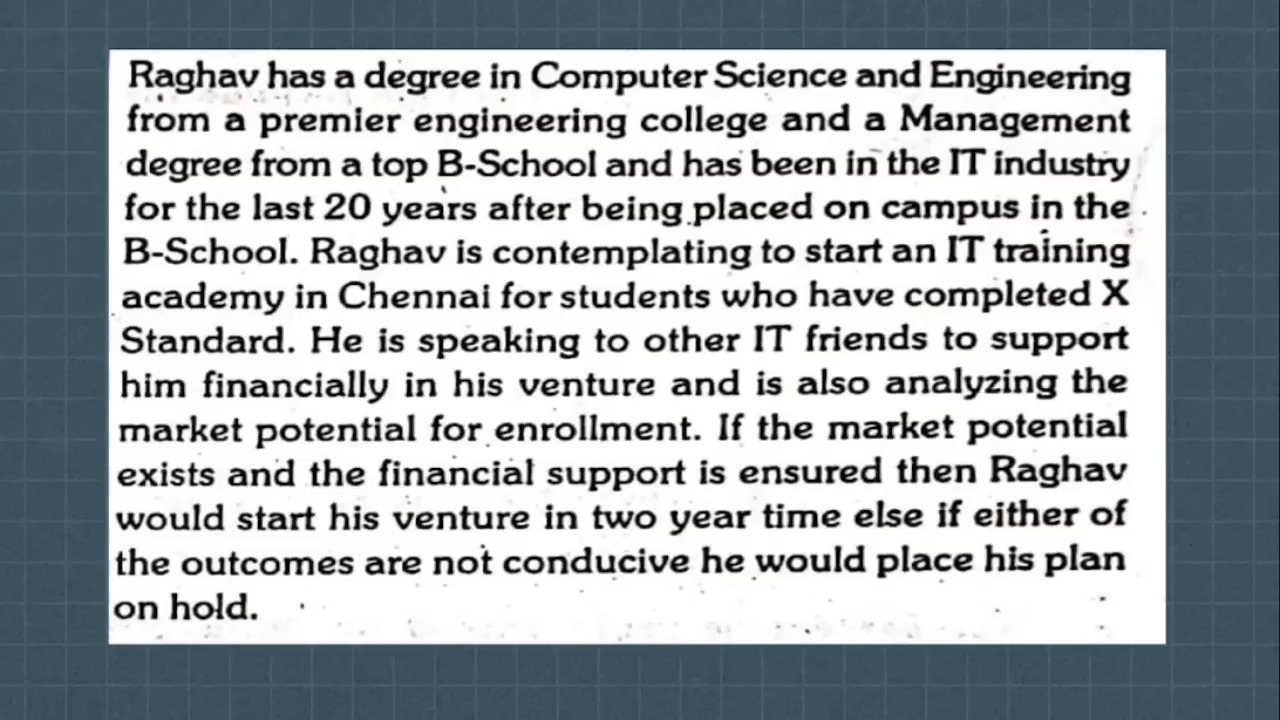 Raghav has a degree in Computer Science and Engineering
from a premier engineering college and a Management
degree from a top B-School and has been in the IT industry
for the last 20 years after being placed on campus in the
B-School. Raghav is contemplating to start an IT training
academy in Chennai for students who have completed X
Standard. He is speaking to other IT friends to support
him financially in his venture and is also analyzing the
market potential for enrollment. If the market potential
exists and the financial support is ensured then Raghav
would start his venture in two year time else if either of
the outcomes are not conducive he would place his plan
on hold.